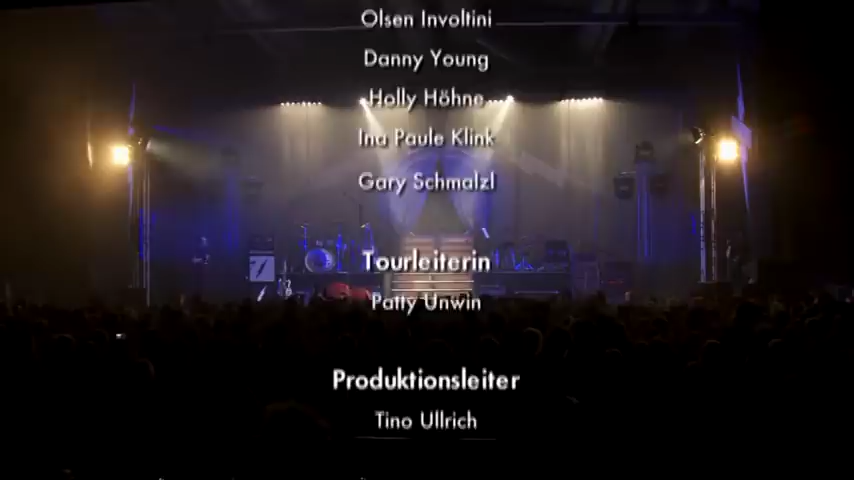 Olsen Involtini
Danny Young
Holly Höhne
Ina Paule Klink
Gary Schmalzl
Tourleiterin
Patty Unwin
Produktionsleiter
Tino Ullrich